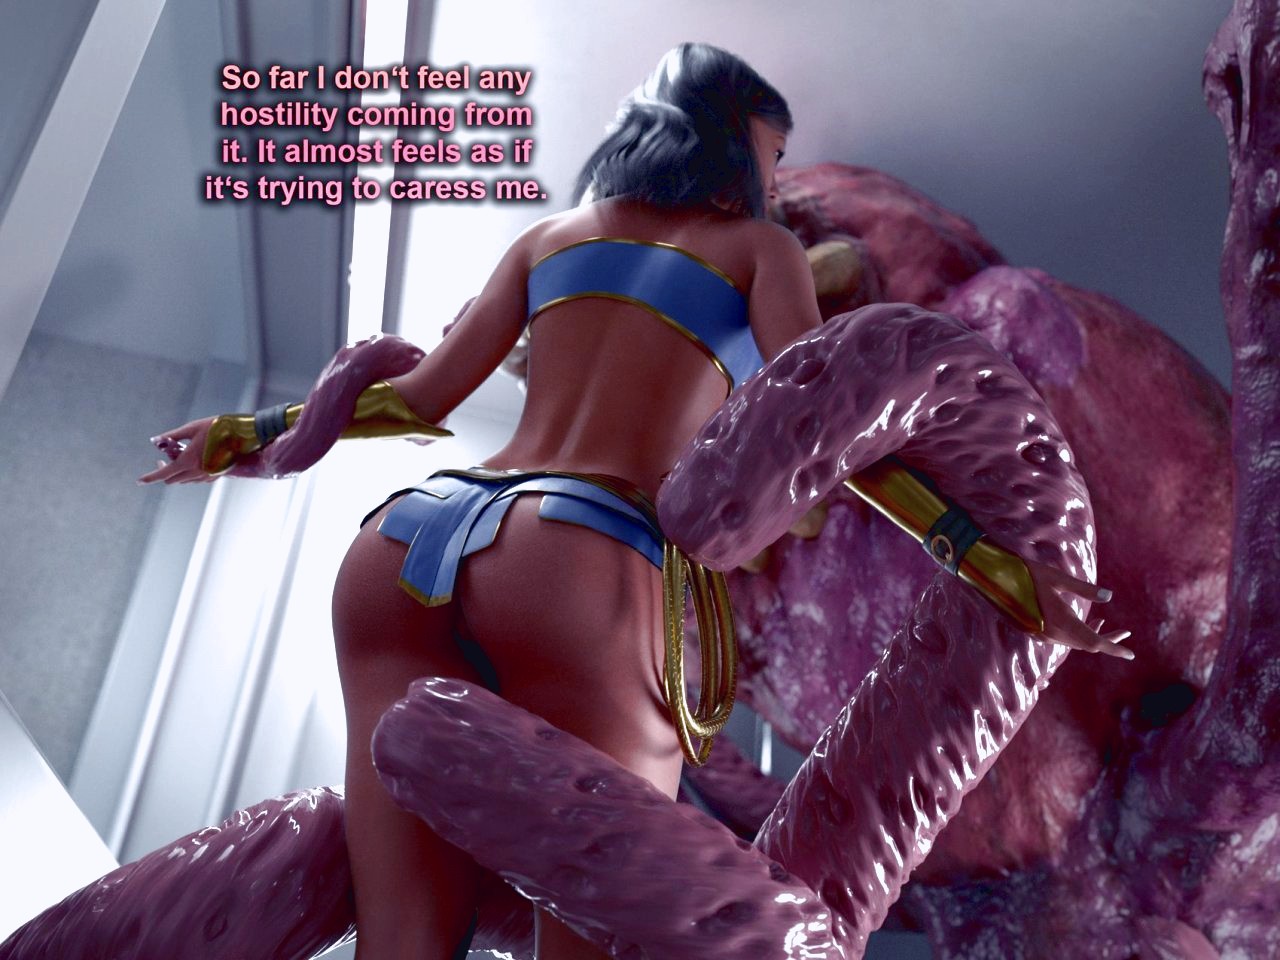 So far I don't feel any
hostility coming from
it. It almost feels as if
it's trying to caress me.